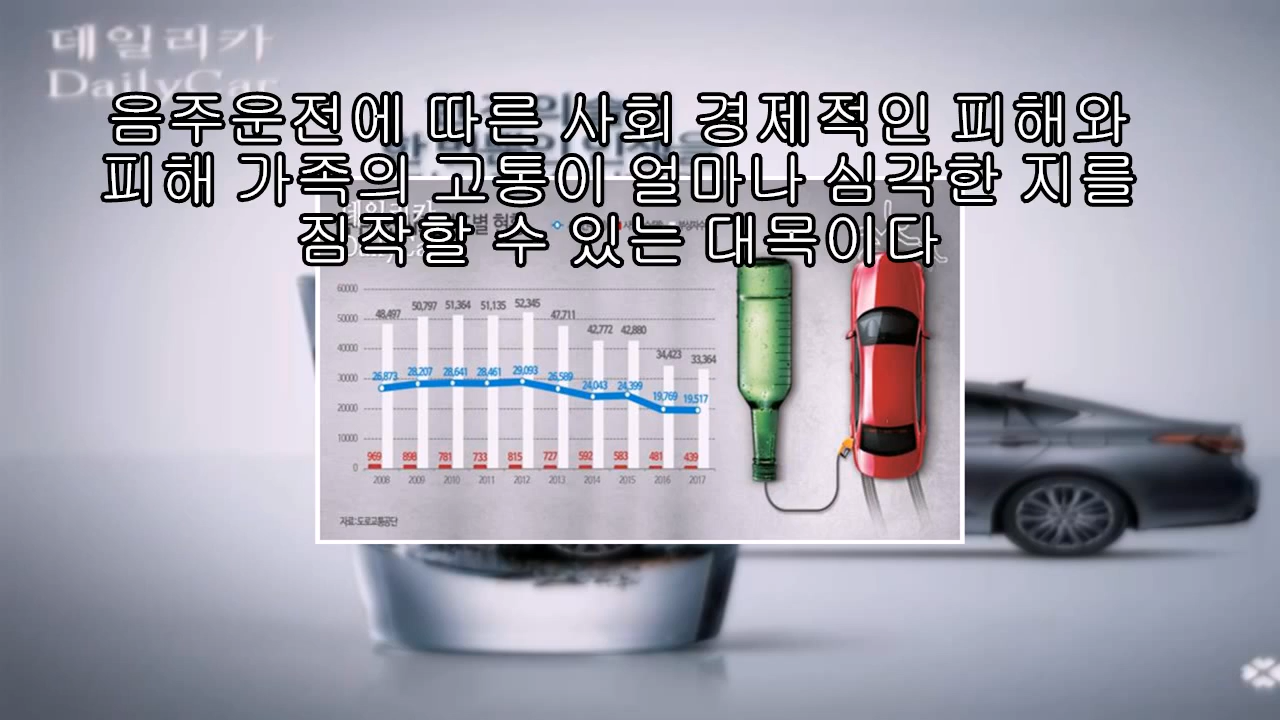 데일리카
DailyCar
음주운전에 따른 사회 경제적인 피해와
피해 가족의 고통이 얼마나 심각한 지를
짐작할 수 있는 대목이다
데일리카
60000
50000
40000
30000
20000
10000
0
48,497 50,797 51,364 51,135 52,345 47,711 42,772 42,880 34,423 33,364
26,873 28,207 28,641 28,461 29,093 26,589 24,043 24,399 19,769 19,517
969 898 781 733 815 727 592 583 481 439
2008 2009 2010 2011 2012 2013 2014 2015 2016 2017
자료:도로교통공단